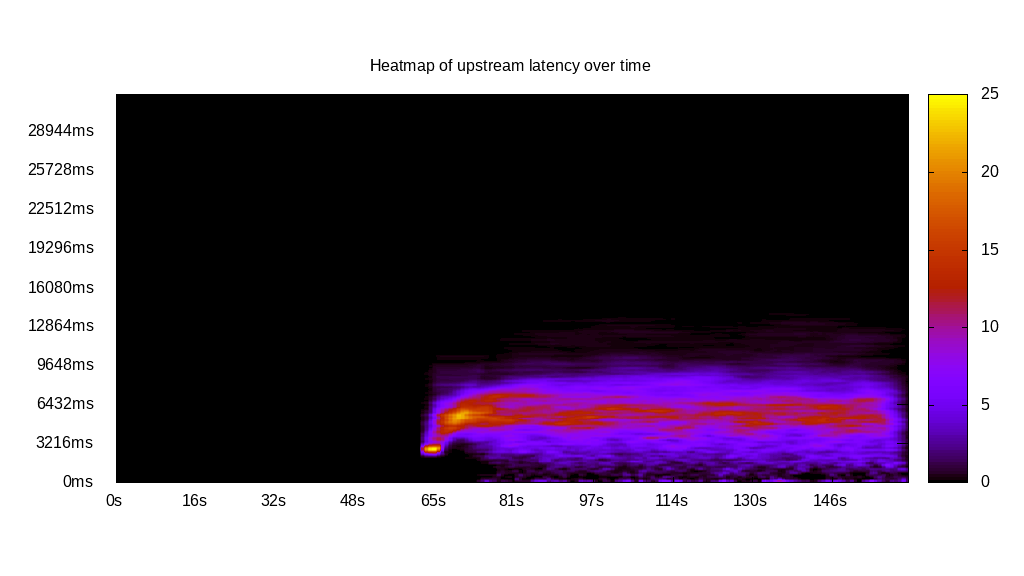 Heatmap of upstream latency over time
28944ms
25728ms
22512ms
19296ms
16080ms
12864ms
9648ms
6432ms
3216ms
0ms
0s 16s 32s 48s 65s 81s 97s 114s 130s 146s
25
20
15
10
5
0